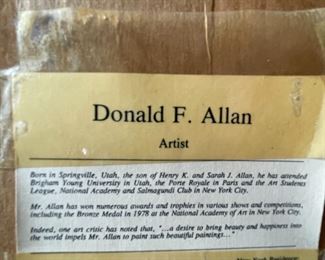 Donald F. Allan
Artist
Born in Springville, Utah, the son of Henry K. and Sarah J. Allan, he has attended
Brigham Young University in Utah, the Porte Royale in Paris and the Art Students
League, National Academy and Salmagundi Club in New York City.
Mr. Allan has won numerous awards and trophies in various shows and competitions,
including the Bronze Medal in 1978 at the National Academy of Art in New York City.
Indeed, one art critic has noted that, "...a desire to bring beauty and happiness into
the world impels Mr. Allan to paint such beautiful paintings..."
New York Residence: